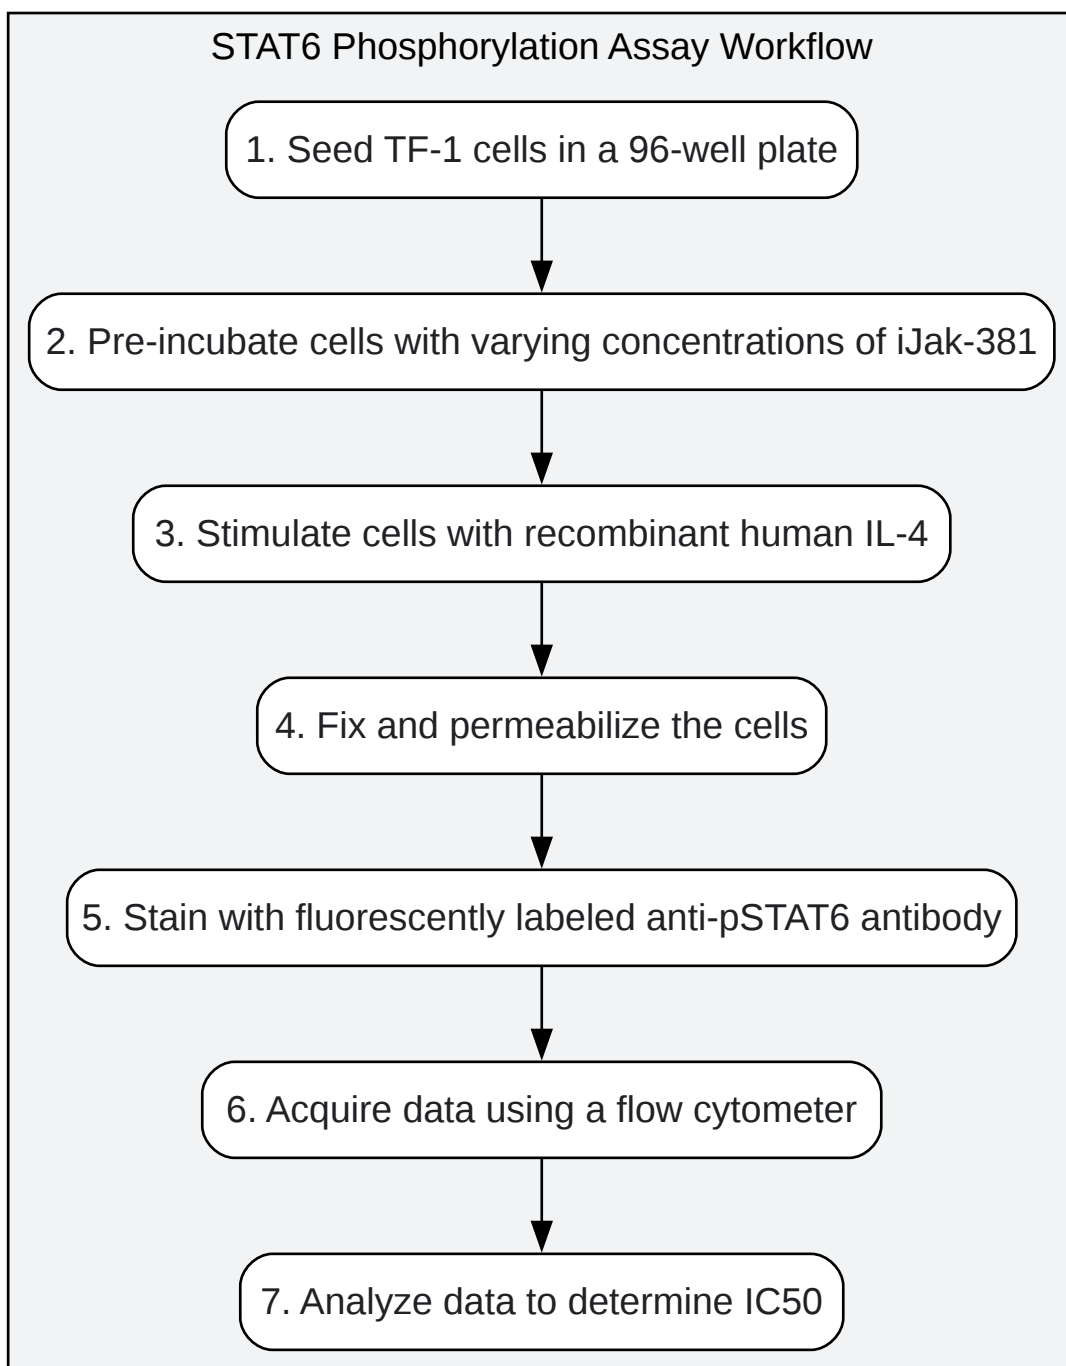 STAT6 Phosphorylation Assay Workflow
1. Seed TF-1 cells in a 96-well plate
2. Pre-incubate cells with varying concentrations of iJak-381
3. Stimulate cells with recombinant human IL-4
4. Fix and permeabilize the cells
5. Stain with fluorescently labeled anti-pSTAT6 antibody
6. Acquire data using a flow cytometer
7. Analyze data to determine IC50